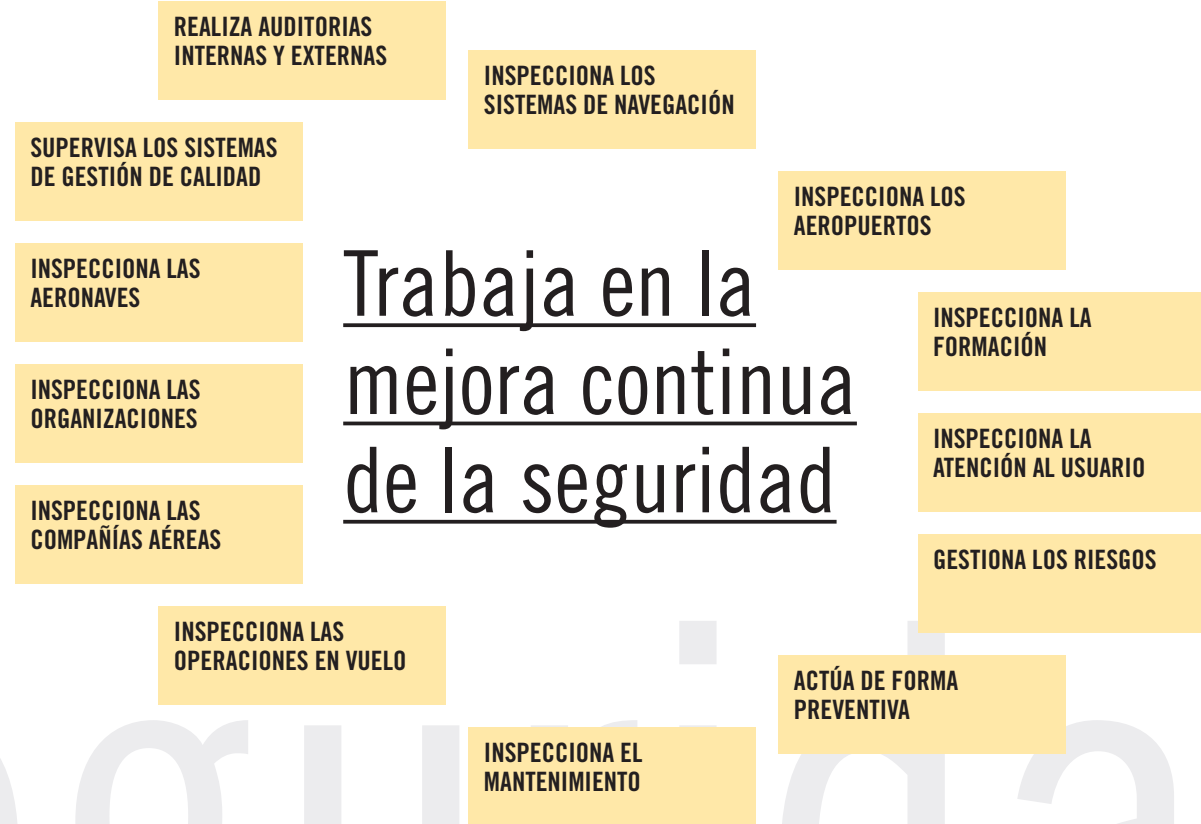 REALIZA AUDITORIAS
INTERNAS Y EXTERNAS
INSPECCIONA LOS
SISTEMAS DE NAVEGACIÓN
SUPERVISA LOS SISTEMAS
DE GESTIÓN DE CALIDAD
INSPECCIONA LOS
AEROPUERTOS
INSPECCIONA LAS
AERONAVES
Trabaja en la
mejora continua
de la seguridad
INSPECCIONA LA
FORMACIÓN
INSPECCIONA LAS
ORGANIZACIONES
INSPECCIONA LA
ATENCIÓN AL USUARIO
INSPECCIONA LAS
COMPAÑÍAS AÉREAS
GESTIONA LOS RIESGOS
INSPECCIONA LAS
OPERACIONES EN VUELO
ACTÚA DE FORMA
PREVENTIVA
INSPECCIONA EL
MANTENIMIENTO